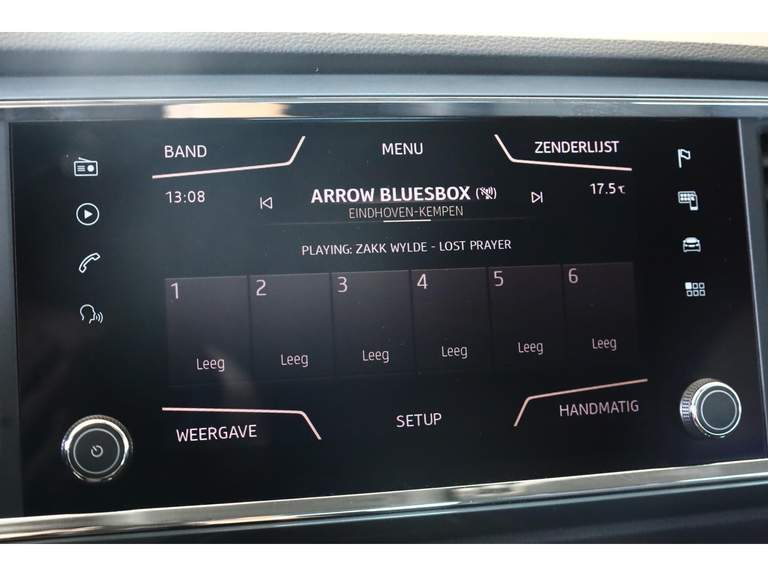 BAND MENU ZENDERLIJST
13:08 ARROW BLUESBOX 17.5°C
EINDHOVEN-KEMPEN
PLAYING: ZAKK WYLDE - LOST PRAYER
1 2 3 4 5 6
Leeg Leeg Leeg Leeg Leeg Leeg
WEERGAVE SETUP HANDMATIG